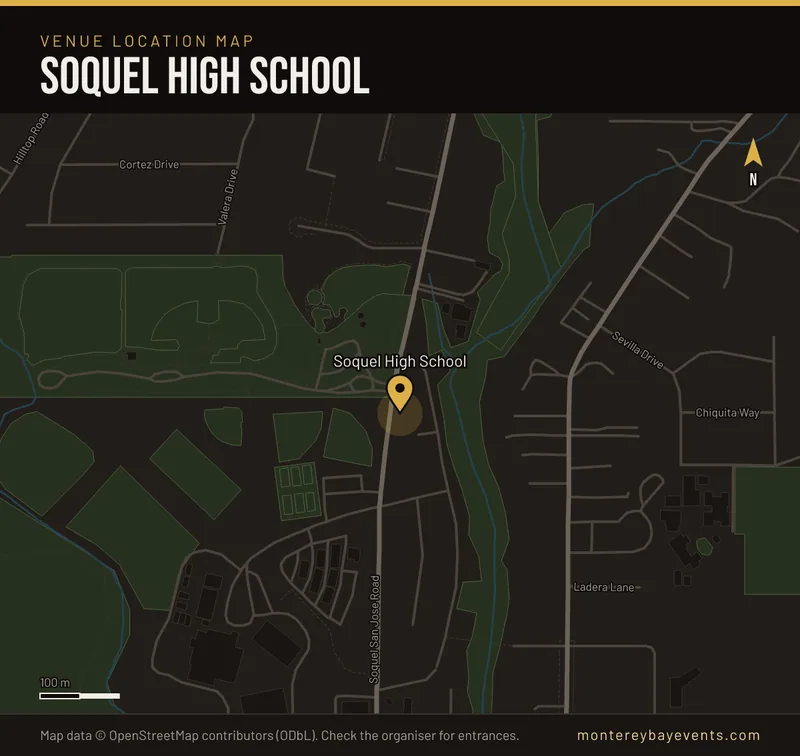 VENUE LOCATION MAP
SOQUEL HIGH SCHOOL
Hilltop Road
Cortez Drive
Valera Drive
N
Sevilla Drive
Soquel High School
Chiquita Way
Ladera Lane
Soquel San Jose Road
100 m
Map data © OpenStreetMap contributors (ODbL). Check the organiser for entrances.
montereybayevents.com